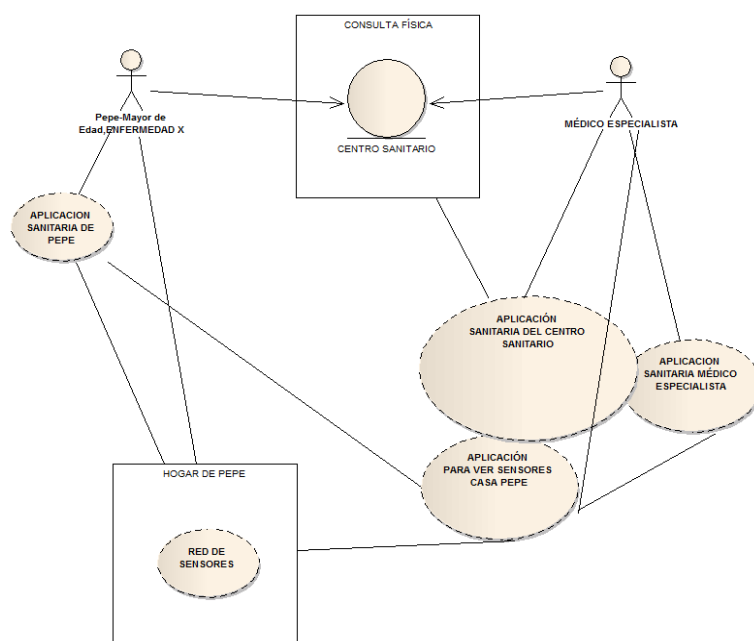 CONSULTA FÍSICA
CENTRO SANITARIO
Pepe-Mayor de
Edad,ENFERMEDAD X
MÉDICO ESPECIALISTA
APLICACION
SANITARIA DE
PEPE
APLICACIÓN
SANITARIA DEL CENTRO
SANITARIO
APLICACION
SANITARIA MÉDICO
ESPECIALISTA
APLICACIÓN
PARA VER SENSORES
CASA PEPE
HOGAR DE PEPE
RED DE
SENSORES